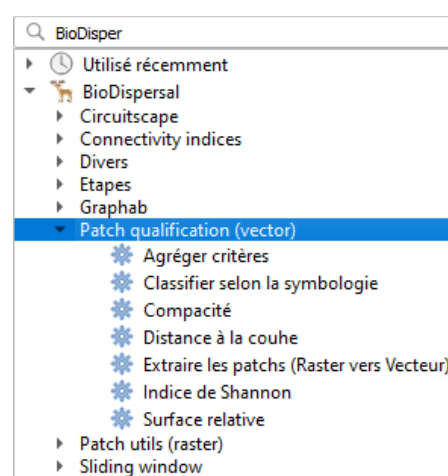 BioDisper
Utilisé récemment
BioDispersal
Circuitscape
Connectivity indices
Divers
Etapes
Graphab
Patch qualification (vector)
Agréger critères
Classifier selon la symbologie
Compacité
Distance à la couhe
Extraire les patchs (Raster vers Vecteur)
Indice de Shannon
Surface relative
Patch utils (raster)
Sliding window